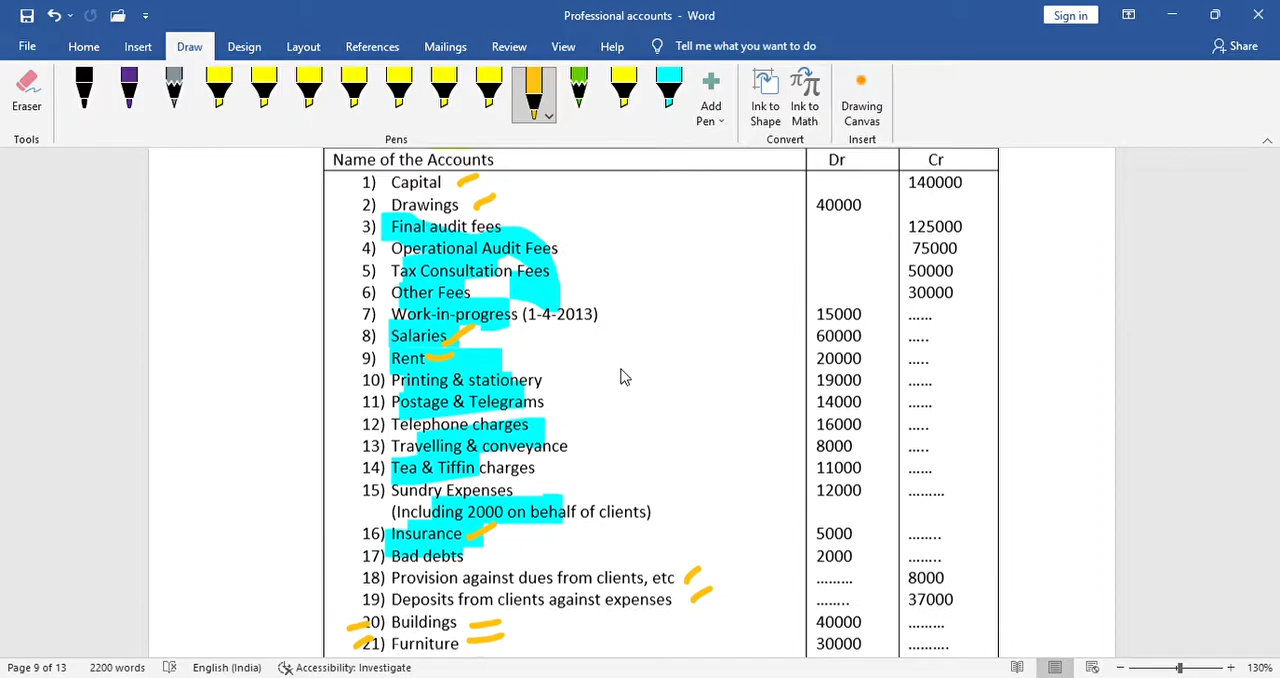 Professional accounts - Word
Sign in
File Home Insert Draw Design Layout References Mailings Review View Help Tell me what you want to do Share
Eraser
Add Pen
Ink to Shape
Ink to Math
Drawing Canvas
Tools Pens Convert Insert
Name of the Accounts Dr Cr
1) Capital 140000
2) Drawings 40000
3) Final audit fees 125000
4) Operational Audit Fees 75000
5) Tax Consultation Fees 50000
6) Other Fees 30000
7) Work-in-progress (1-4-2013) 15000 ......
8) Salaries 60000 .....
9) Rent 20000 .....
10) Printing & stationery 19000 ......
11) Postage & Telegrams 14000 ......
12) Telephone charges 16000 .....
13) Travelling & conveyance 8000 .....
14) Tea & Tiffin charges 11000 ......
15) Sundry Expenses 12000 .........
(Including 2000 on behalf of clients)
16) Insurance 5000 ........
17) Bad debts 2000 ........
18) Provision against dues from clients, etc ......... 8000
19) Deposits from clients against expenses ........ 37000
20) Buildings 40000 .........
21) Furniture 30000 ..........
Page 9 of 13 2200 words English (India) Accessibility: Investigate 130%